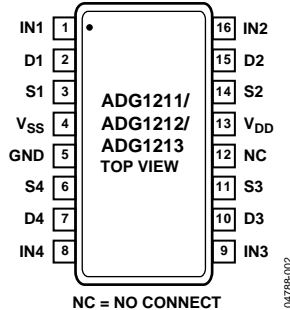 IN1 1 16 IN2
D1 2 15 D2
S1 3 14 S2
VSS 4 13 VDD
GND 5 12 NC
S4 6 11 S3
D4 7 10 D3
IN4 8 9 IN3
ADG1211/
ADG1212/
ADG1213
TOP VIEW
NC = NO CONNECT
04788-002